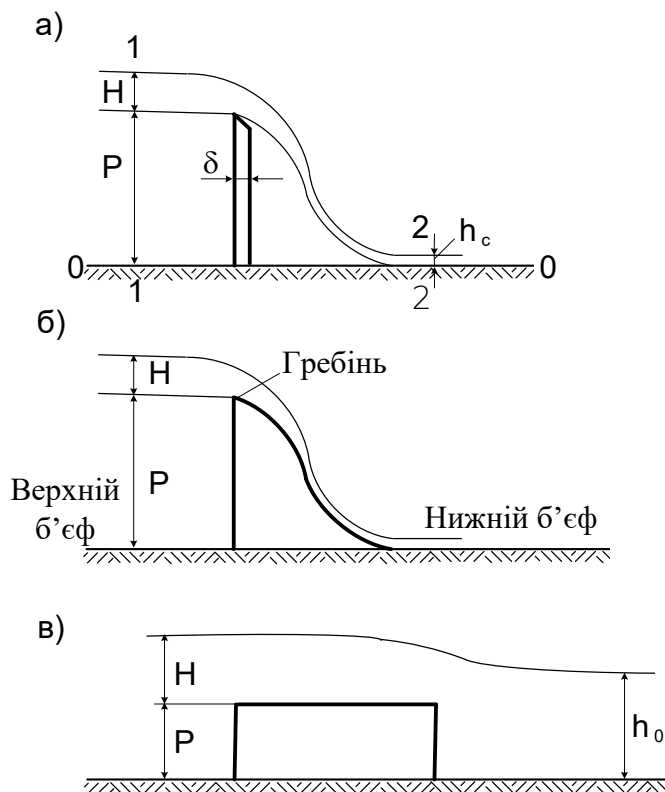 а)
1
H
P
δ
2
h c
0
0
1
2
б)
H
Гребінь
P
Верхній
б’єф
Нижній б’єф
в)
H
P
h 0